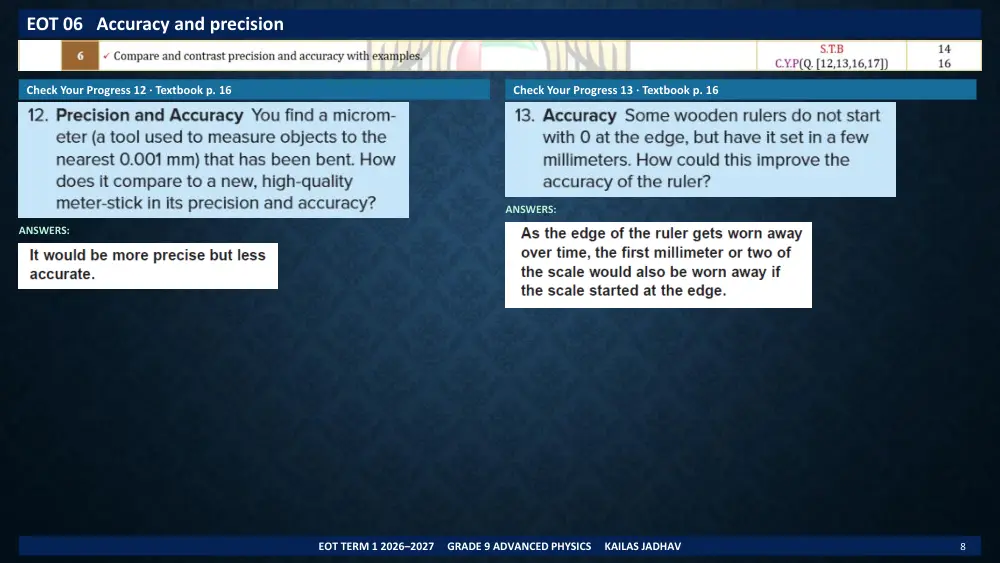 EOT 06 Accuracy and precision
6 ✓ Compare and contrast precision and accuracy with examples. S.T.B 14
C.Y.P(Q. [12,13,16,17]) 16
Check Your Progress 12 · Textbook p. 16
12. Precision and Accuracy You find a microm-
eter (a tool used to measure objects to the
nearest 0.001 mm) that has been bent. How
does it compare to a new, high-quality
meter-stick in its precision and accuracy?
ANSWERS:
It would be more precise but less
accurate.
Check Your Progress 13 · Textbook p. 16
13. Accuracy Some wooden rulers do not start
with 0 at the edge, but have it set in a few
millimeters. How could this improve the
accuracy of the ruler?
ANSWERS:
As the edge of the ruler gets worn away
over time, the first millimeter or two of
the scale would also be worn away if
the scale started at the edge.
EOT TERM 1 2026–2027 GRADE 9 ADVANCED PHYSICS KAILAS JADHAV 8